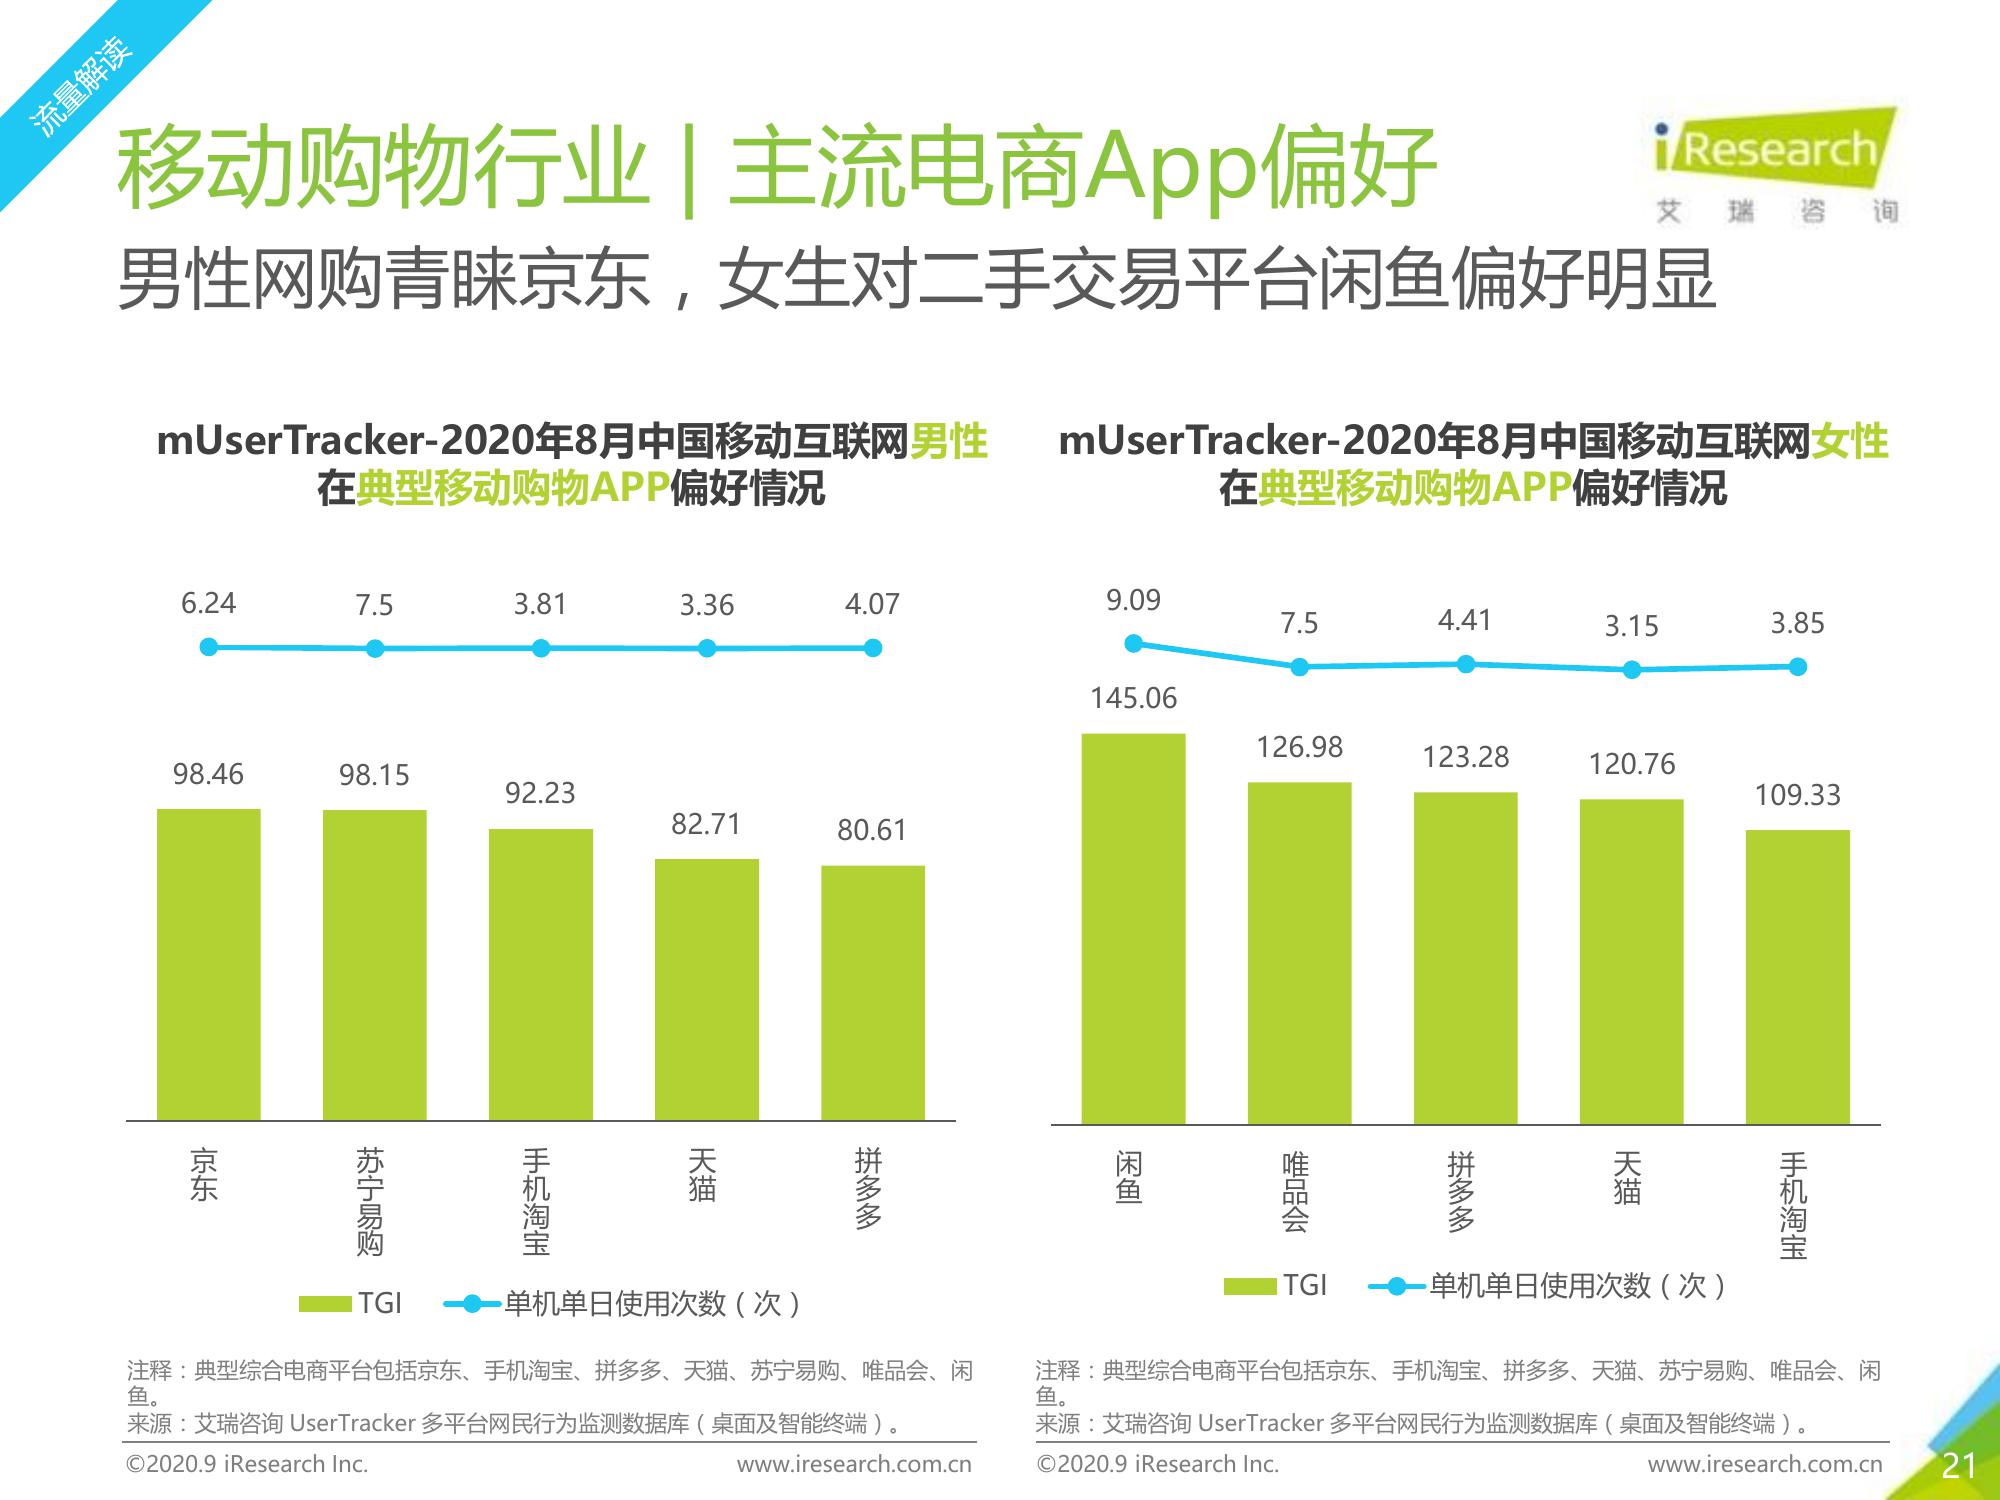 流量解读
移动购物行业 | 主流电商App偏好
iResearch
艾瑞咨询
男性网购青睐京东，女生对二手交易平台闲鱼偏好明显
mUserTracker-2020年8月中国移动互联网男性
在典型移动购物APP偏好情况
6.24 7.5 3.81 3.36 4.07
98.46 98.15 92.23 82.71 80.61
京东 苏宁易购 手机淘宝 天猫 拼多多
TGI 单机单日使用次数（次）
注释：典型综合电商平台包括京东、手机淘宝、拼多多、天猫、苏宁易购、唯品会、闲
鱼。
来源：艾瑞咨询 UserTracker 多平台网民行为监测数据库（桌面及智能终端）。
©2020.9 iResearch Inc. www.iresearch.com.cn
mUserTracker-2020年8月中国移动互联网女性
在典型移动购物APP偏好情况
9.09 7.5 4.41 3.15 3.85
145.06 126.98 123.28 120.76 109.33
闲鱼 唯品会 拼多多 天猫 手机淘宝
TGI 单机单日使用次数（次）
注释：典型综合电商平台包括京东、手机淘宝、拼多多、天猫、苏宁易购、唯品会、闲
鱼。
来源：艾瑞咨询 UserTracker 多平台网民行为监测数据库（桌面及智能终端）。
©2020.9 iResearch Inc. www.iresearch.com.cn
21